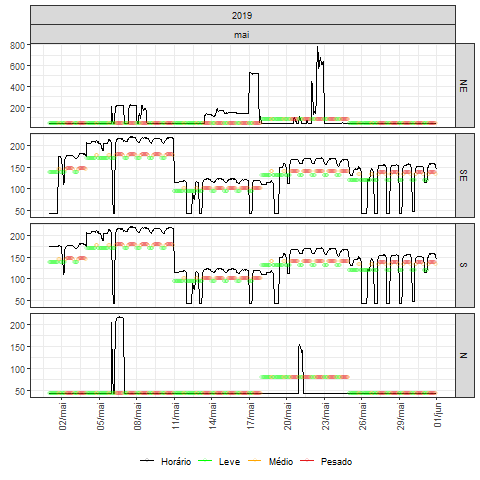 2019
mai
800
600
400
200
NE
200
150
100
50
SE
200
150
100
50
S
200
150
100
50
N
02/mai
05/mai
08/mai
11/mai
14/mai
17/mai
20/mai
23/mai
26/mai
29/mai
01/jun
Horário Leve Médio Pesado